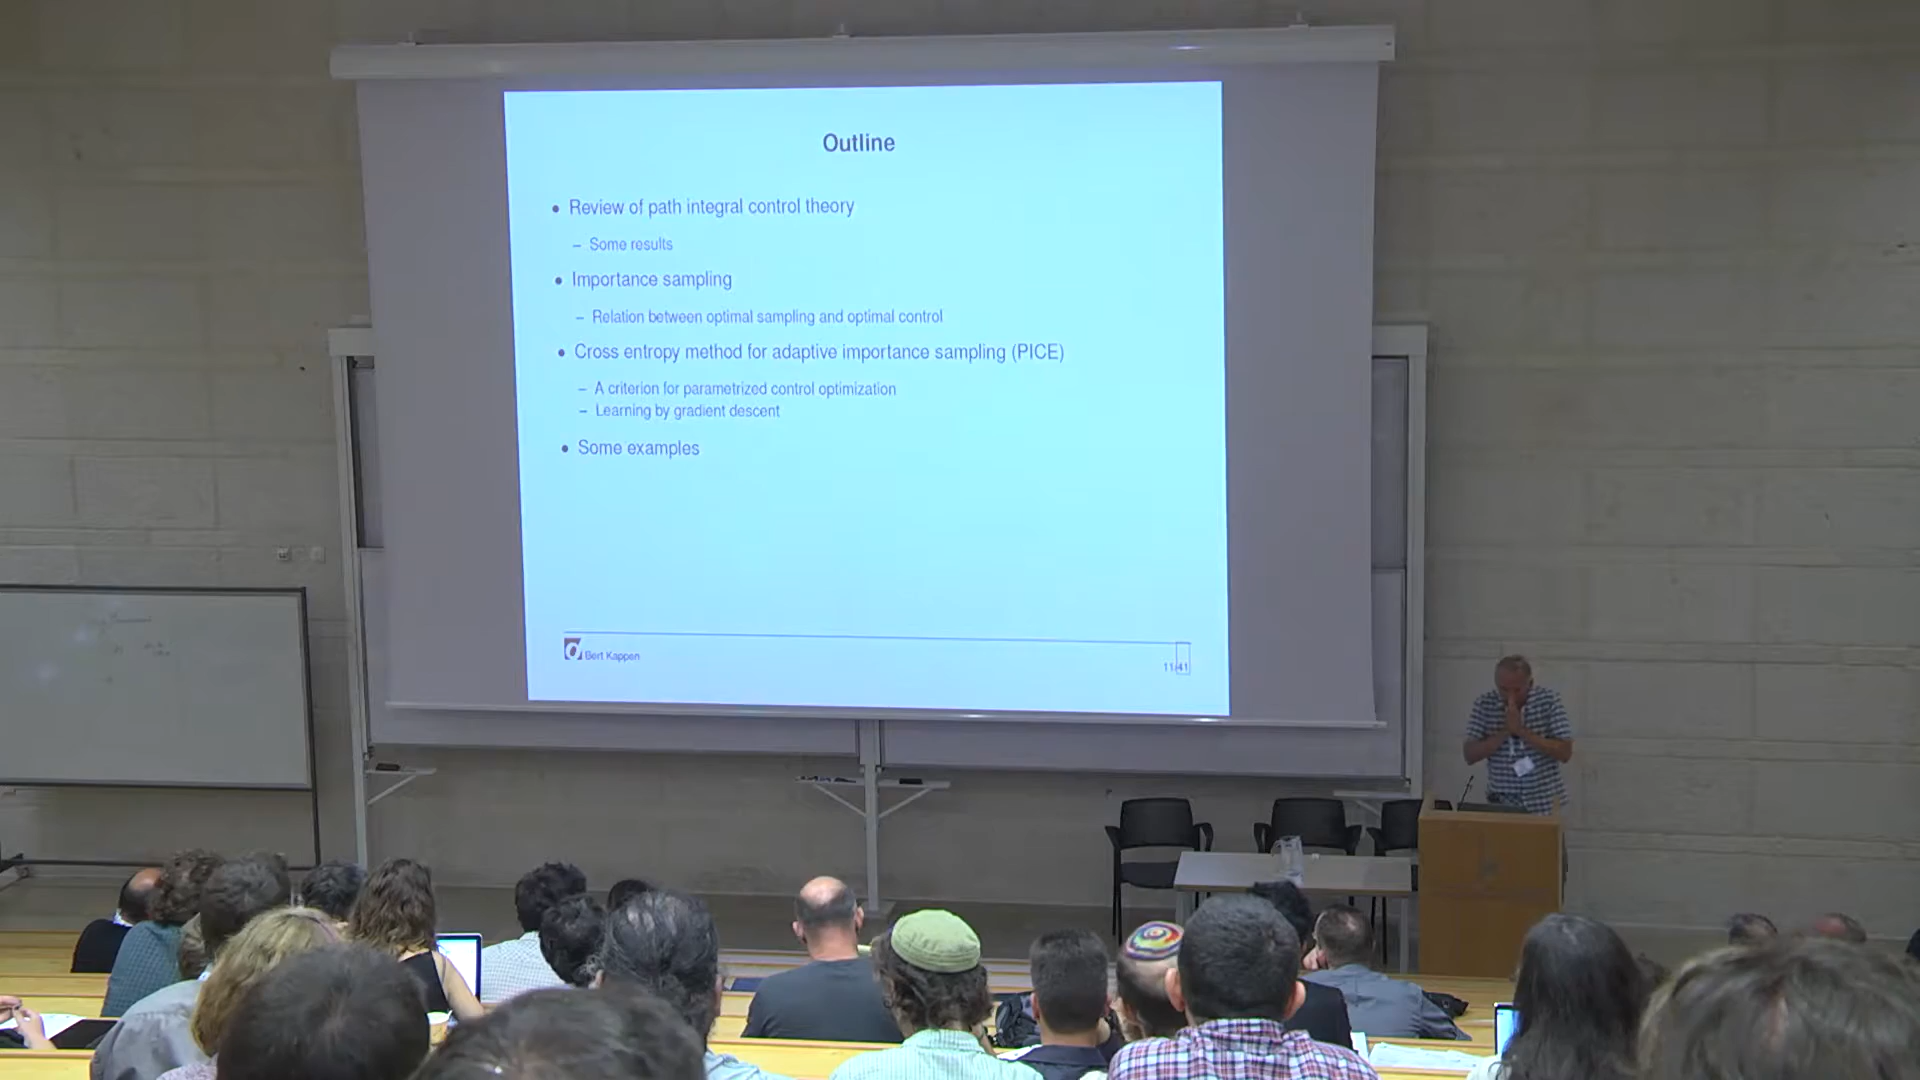 Outline
• Review of path integral control theory
– Some results
• Importance sampling
– Relation between optimal sampling and optimal control
• Cross entropy method for adaptive importance sampling (PICE)
– A criterion for parametrized control optimization
– Learning by gradient descent
• Some examples
Bert Kappen
11/41